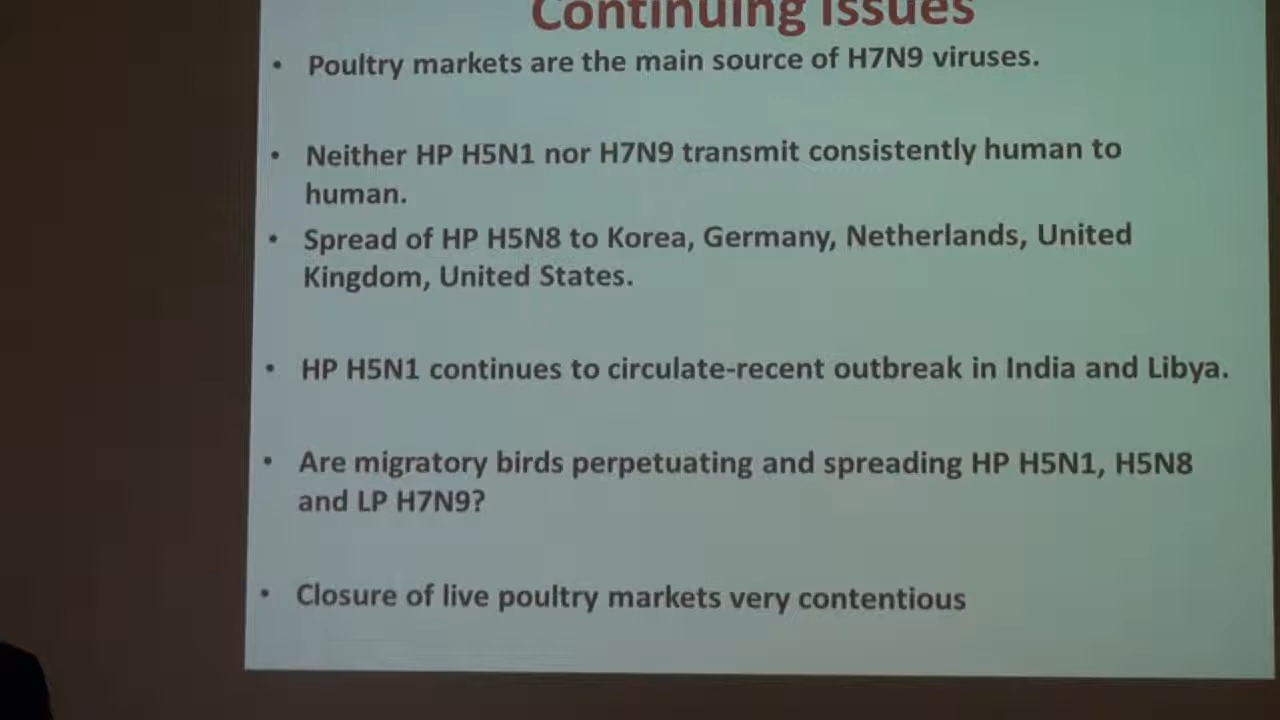 Continuing Issues
• Poultry markets are the main source of H7N9 viruses.
• Neither HP H5N1 nor H7N9 transmit consistently human to
human.
• Spread of HP H5N8 to Korea, Germany, Netherlands, United
Kingdom, United States.
• HP H5N1 continues to circulate-recent outbreak in India and Libya.
• Are migratory birds perpetuating and spreading HP H5N1, H5N8
and LP H7N9?
• Closure of live poultry markets very contentious